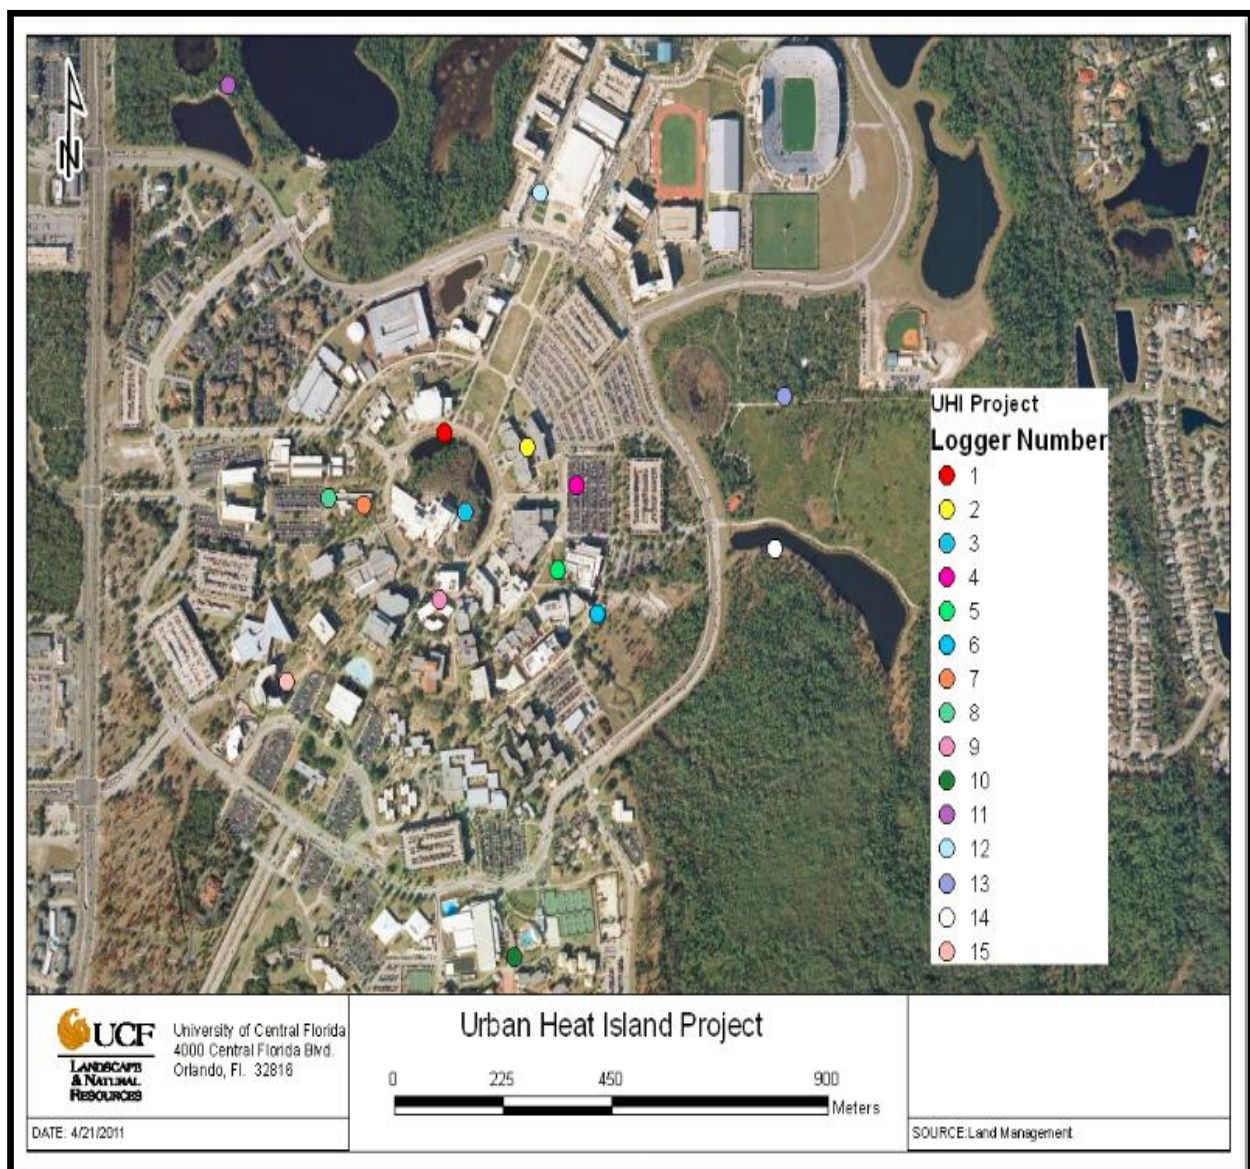 N
UHI Project
Logger Number
1
2
3
4
5
6
7
8
9
10
11
12
13
14
15
UCF
LANDSCAPE
& NATURAL
RESOURCES
University of Central Florida
4000 Central Florida Blvd.
Orlando, Fl. 32816
Urban Heat Island Project
0 225 450 900
Meters
DATE: 4/21/2011
SOURCE:Land Management